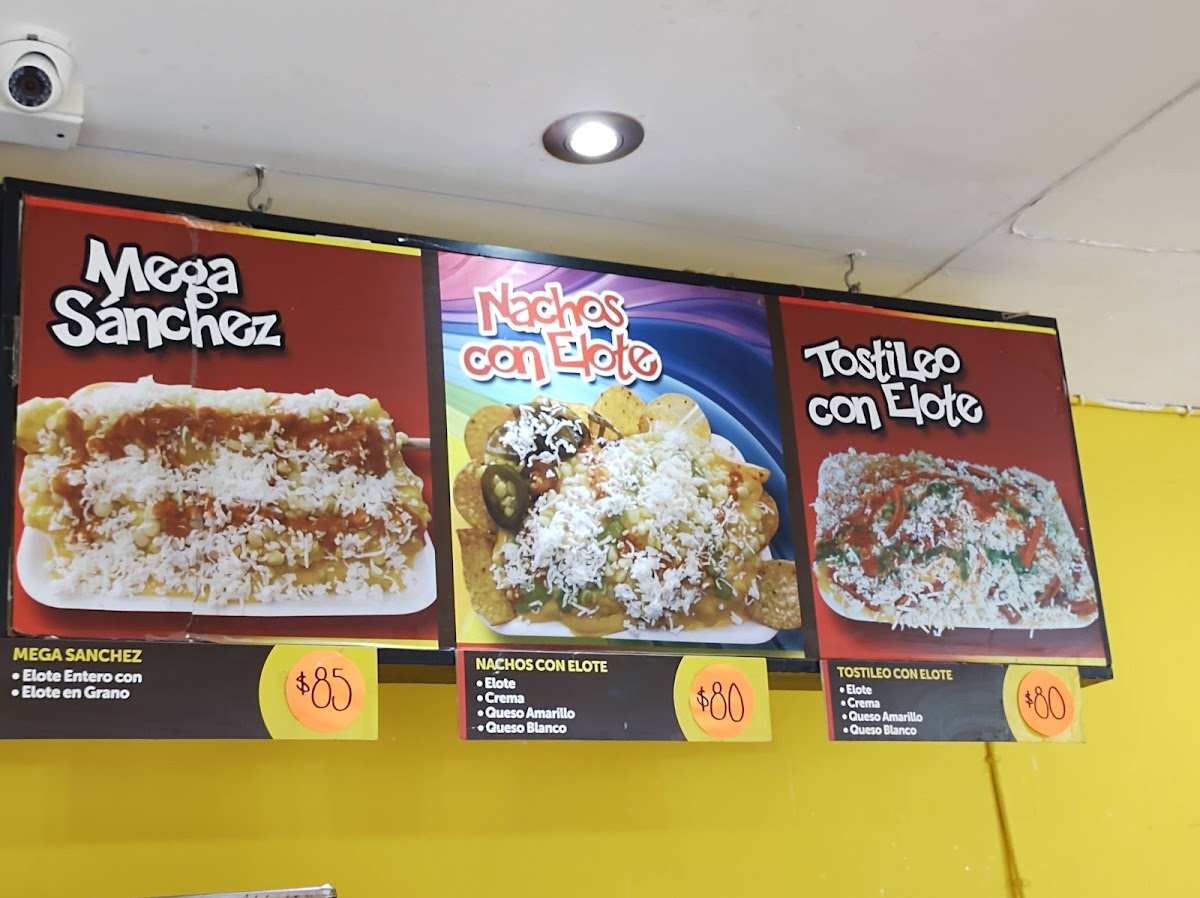 Mega
Sánchez
Nachos
con Elote
TostiLeo
con Elote
MEGA SANCHEZ
• Elote Entero con
• Elote en Grano
$85
NACHOS CON ELOTE
• Elote
• Crema
• Queso Amarillo
• Queso Blanco
$80
TOSTILEO CON ELOTE
• Elote
• Crema
• Queso Amarillo
• Queso Blanco
$80